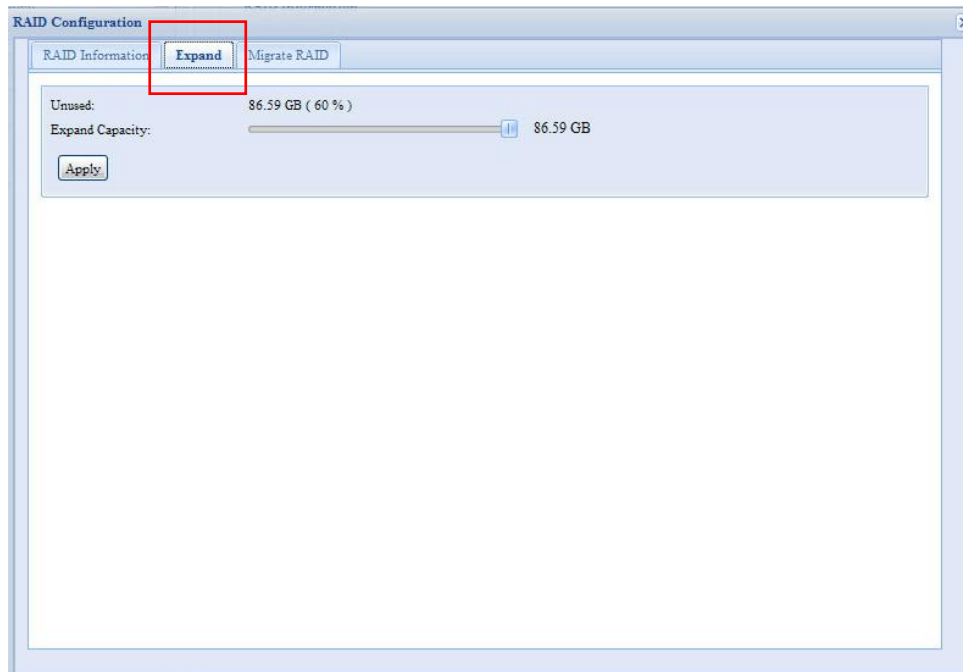 RAID Configuration
RAID Information Expand Migrate RAID
Unused: 86.59 GB ( 60 % )
Expand Capacity: 86.59 GB
Apply